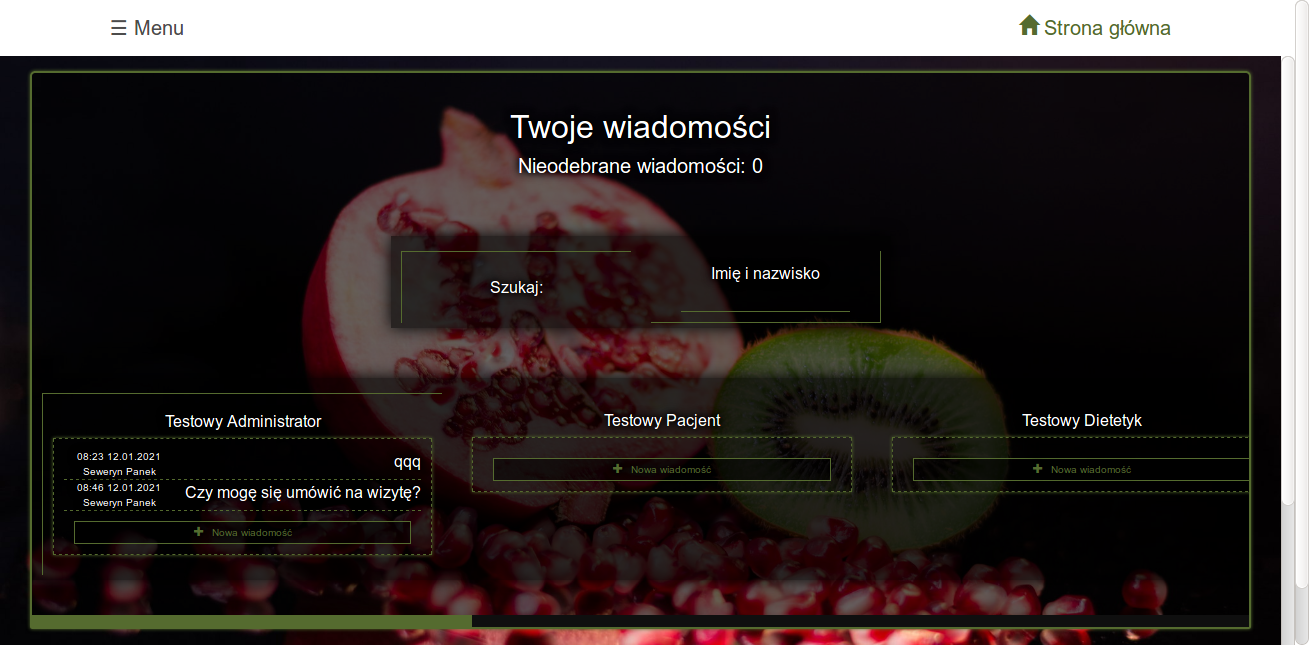 ☰ Menu
Strona główna
Twoje wiadomości
Nieodebrane wiadomości: 0
Szukaj:
Imię i nazwisko
Testowy Administrator
08:23 12.01.2021
Seweryn Panek
qqq
08:46 12.01.2021
Seweryn Panek
Czy mogę się umówić na wizytę?
+ Nowa wiadomość
Testowy Pacjent
+ Nowa wiadomość
Testowy Dietetyk
+ Nowa wiadomość